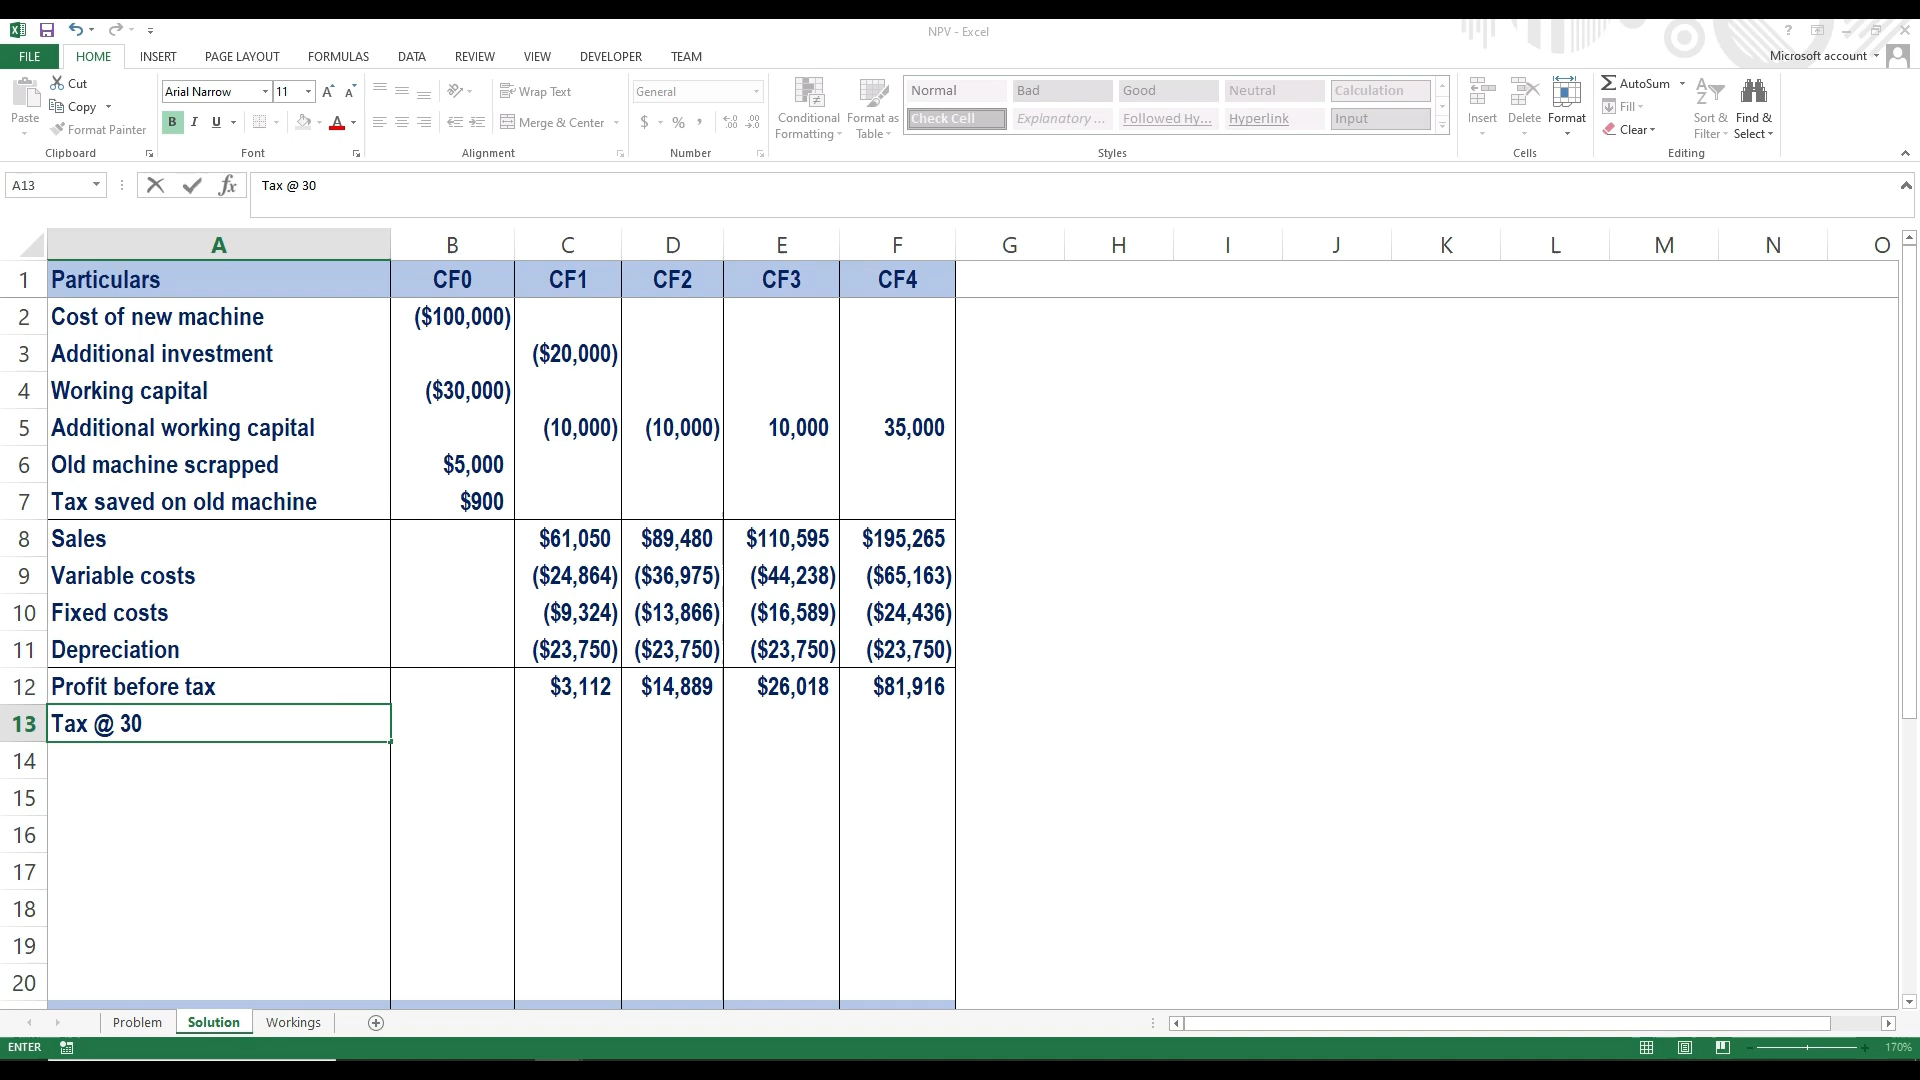 NPV - Excel
FILE HOME INSERT PAGE LAYOUT FORMULAS DATA REVIEW VIEW DEVELOPER TEAM Microsoft account
Paste Cut Copy Format Painter Clipboard
Arial Narrow 11 B I U A Font
Wrap Text Merge & Center Alignment
General $ % , Number
Conditional Formatting Format as Table
Normal Bad Good Neutral Calculation
Check Cell Explanatory ... Followed Hy... Hyperlink Input
Styles
Insert Delete Format Cells
AutoSum Fill Clear Sort & Filter Find & Select Editing
A13 fx Tax @ 30
A B C D E F G H I J K L M N O
1 Particulars CF0 CF1 CF2 CF3 CF4
2 Cost of new machine ($100,000)
3 Additional investment ($20,000)
4 Working capital ($30,000)
5 Additional working capital (10,000) (10,000) 10,000 35,000
6 Old machine scrapped $5,000
7 Tax saved on old machine $900
8 Sales $61,050 $89,480 $110,595 $195,265
9 Variable costs ($24,864) ($36,975) ($44,238) ($65,163)
10 Fixed costs ($9,324) ($13,866) ($16,589) ($24,436)
11 Depreciation ($23,750) ($23,750) ($23,750) ($23,750)
12 Profit before tax $3,112 $14,889 $26,018 $81,916
13 Tax @ 30
14
15
16
17
18
19
20
Problem Solution Workings
ENTER 170%